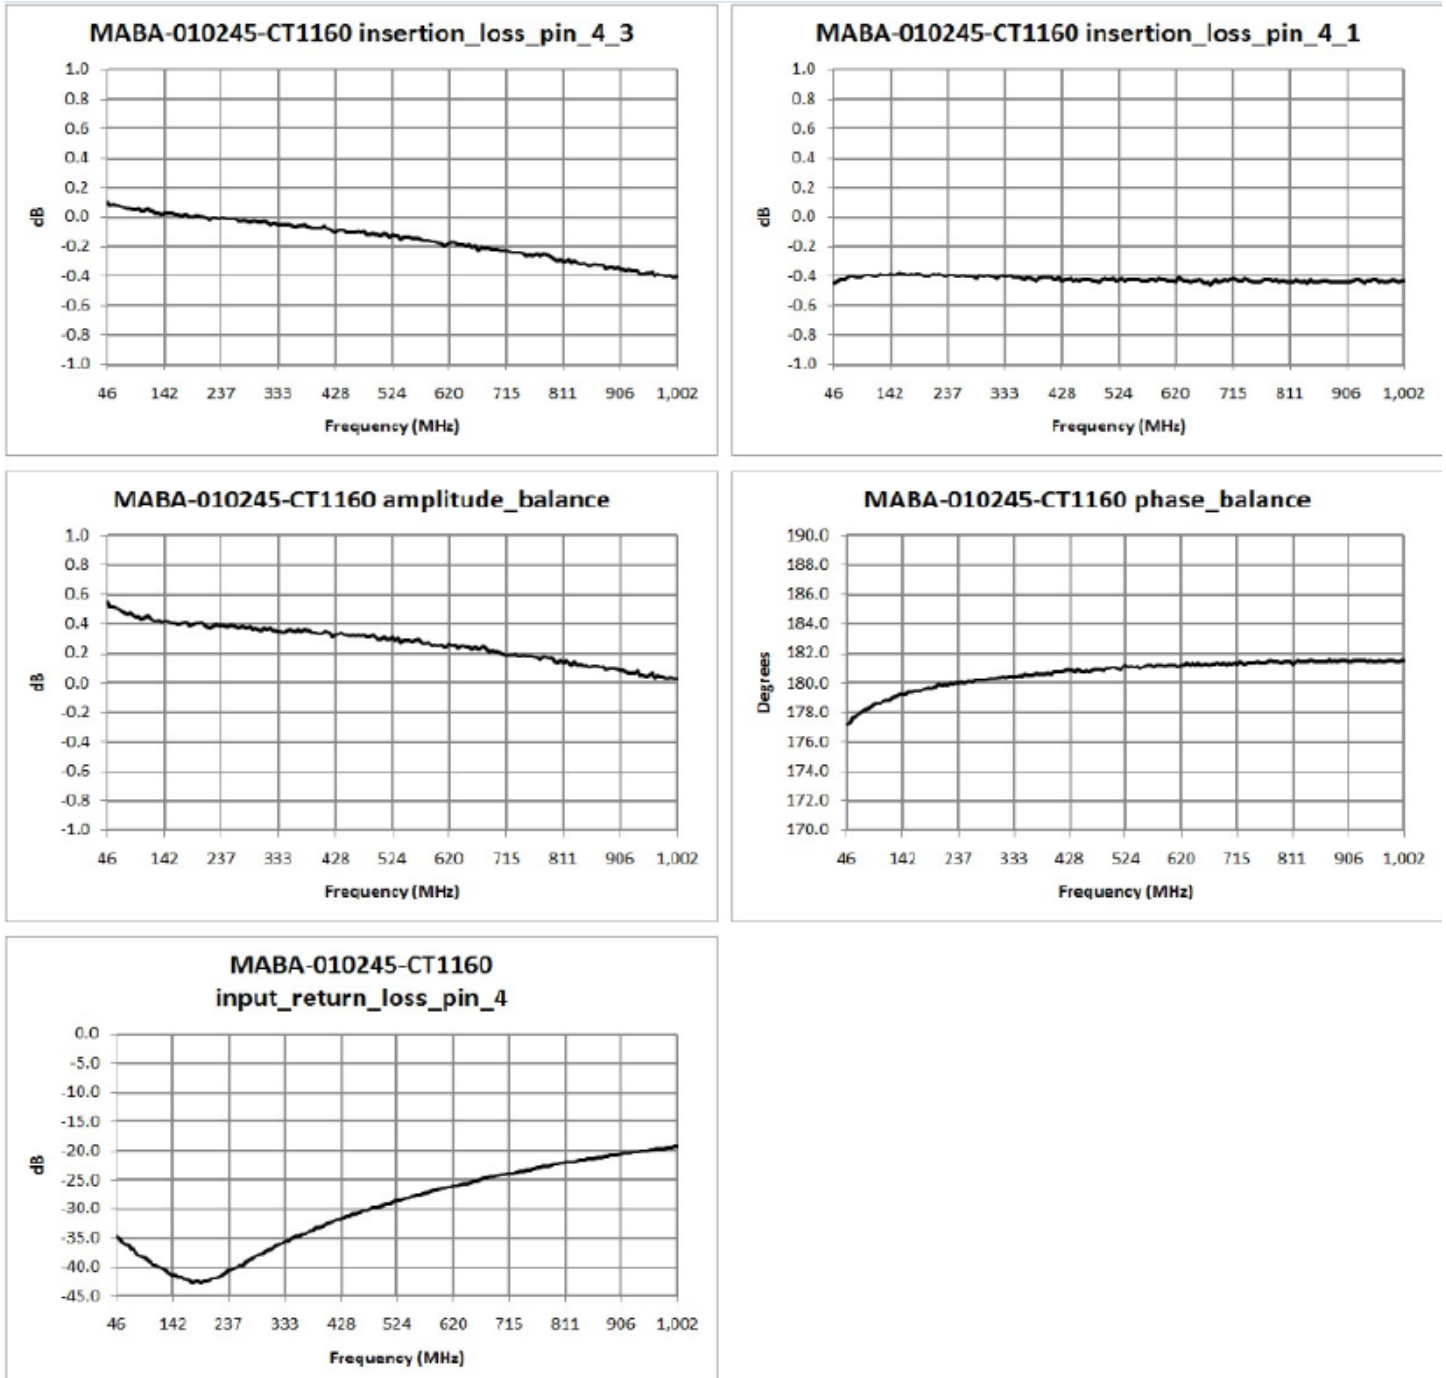 MABA-010245-CT1160 insertion_loss_pin_4_3
1.0
0.8
0.6
0.4
0.2
0.0
-0.2
-0.4
-0.6
-0.8
-1.0
dB
46 142 237 333 428 524 620 715 811 906 1,002
Frequency (MHz)
MABA-010245-CT1160 insertion_loss_pin_4_1
1.0
0.8
0.6
0.4
0.2
0.0
-0.2
-0.4
-0.6
-0.8
-1.0
dB
46 142 237 333 428 524 620 715 811 906 1,002
Frequency (MHz)
MABA-010245-CT1160 amplitude_balance
1.0
0.8
0.6
0.4
0.2
0.0
-0.2
-0.4
-0.6
-0.8
-1.0
dB
46 142 237 333 428 524 620 715 811 906 1,002
Frequency (MHz)
MABA-010245-CT1160 phase_balance
190.0
188.0
186.0
184.0
182.0
180.0
178.0
176.0
174.0
172.0
170.0
Degrees
46 142 237 333 428 524 620 715 811 906 1,002
Frequency (MHz)
MABA-010245-CT1160
input_return_loss_pin_4
0.0
-5.0
-10.0
-15.0
-20.0
-25.0
-30.0
-35.0
-40.0
-45.0
dB
46 142 237 333 428 524 620 715 811 906 1,002
Frequency (MHz)